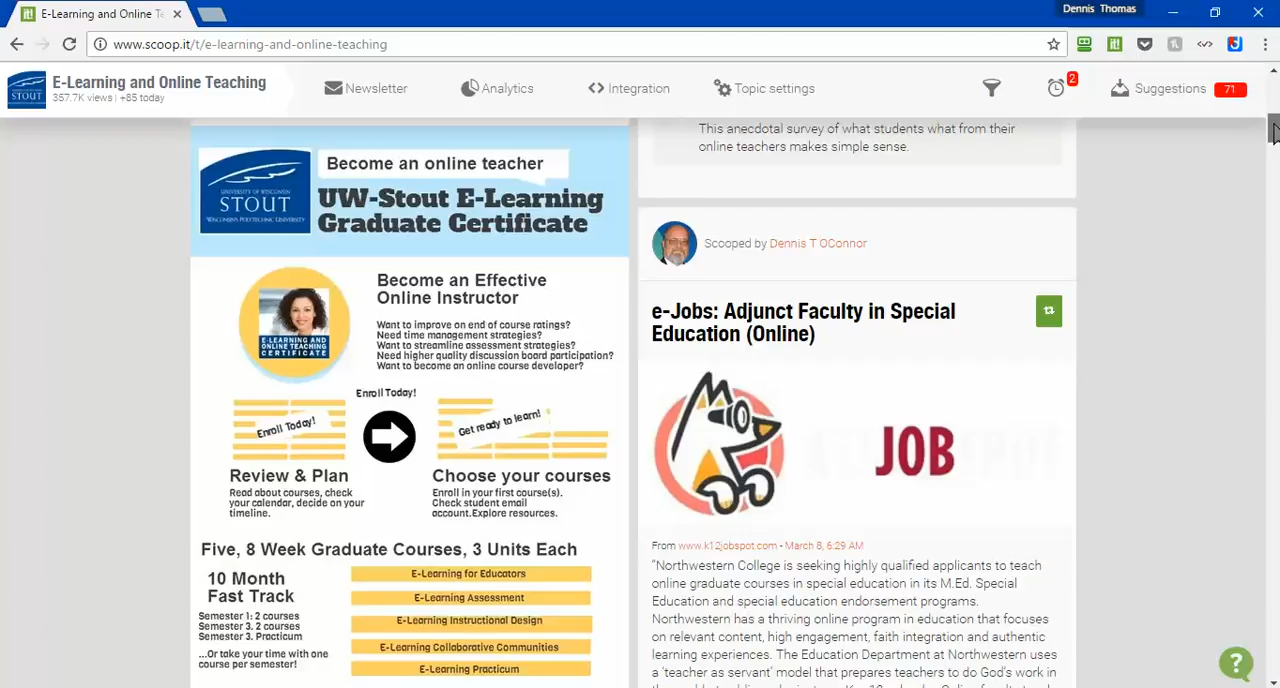 E-Learning and Online Te
Dennis Thomas
www.scoop.it/t/e-learning-and-online-teaching
STOUT
E-Learning and Online Teaching
357.7K views | +85 today
Newsletter
Analytics
Integration
Topic settings
2
Suggestions
71
UNIVERSITY OF WISCONSIN
STOUT
WISCONSIN'S POLYTECHNIC UNIVERSITY
Become an online teacher
UW-Stout E-Learning
Graduate Certificate
E-LEARNING AND
ONLINE TEACHING
CERTIFICATE
Become an Effective
Online Instructor
Want to improve on end of course ratings?
Need time management strategies?
Want to streamline assessment strategies?
Need higher quality discussion board participation?
Want to become an online course developer?
Enroll Today!
Enroll Today!
Get ready to learn!
Review & Plan
Read about courses, check
your calendar, decide on your
timeline.
Choose your courses
Enroll in your first course(s).
Check student email
account.Explore resources.
Five, 8 Week Graduate Courses, 3 Units Each
10 Month
Fast Track
Semester 1: 2 courses
Semester 3. 2 courses
Semester 3. Practicum
...Or take your time with one
course per semester!
E-Learning for Educators
E-Learning Assessment
E-Learning Instructional Design
E-Learning Collaborative Communities
E-Learning Practicum
This anecdotal survey of what students what from their
online teachers makes simple sense.
Scooped by Dennis T OConnor
e-Jobs: Adjunct Faculty in Special
Education (Online)
JOB
From www.k12jobspot.com • March 8, 6:29 AM
"Northwestern College is seeking highly qualified applicants to teach
online graduate courses in special education in its M.Ed. Special
Education and special education endorsement programs.
Northwestern has a thriving online program in education that focuses
on relevant content, high engagement, faith integration and authentic
learning experiences. The Education Department at Northwestern uses
a 'teacher as servant' model that prepares teachers to do God's work in
?